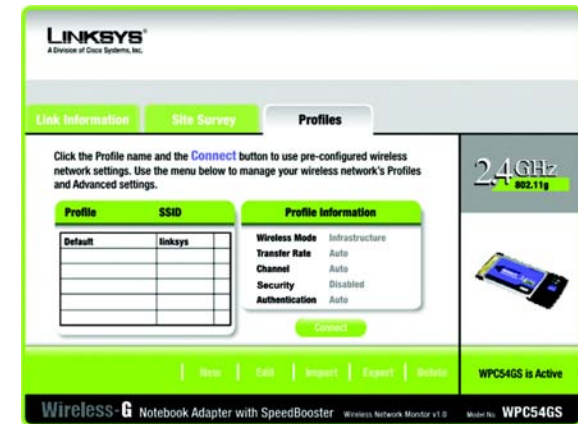 LINKSYS®
A Division of Cisco Systems, Inc.
Link Information Site Survey Profiles
Click the Profile name and the Connect button to use pre-configured wireless
network settings. Use the menu below to manage your wireless network's Profiles
and Advanced settings.
2.4GHz
802.11g
Profile SSID
Default linksys
Profile Information
Wireless Mode Infrastructure
Transfer Rate Auto
Channel Auto
Security Disabled
Authentication Auto
Connect
New Edit Import Export Delete
WPC54GS is Active
Wireless-G Notebook Adapter with SpeedBooster Wireless Network Monitor v1.0 Model No. WPC54GS